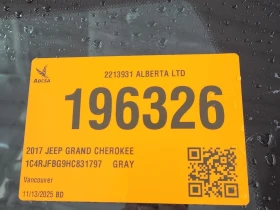 ADESA
2213931 ALBERTA LTD
196326
2017 JEEP GRAND CHEROKEE
1C4RJFBG9HC831797 GRAY
Vancouver
11/13/2025 BD